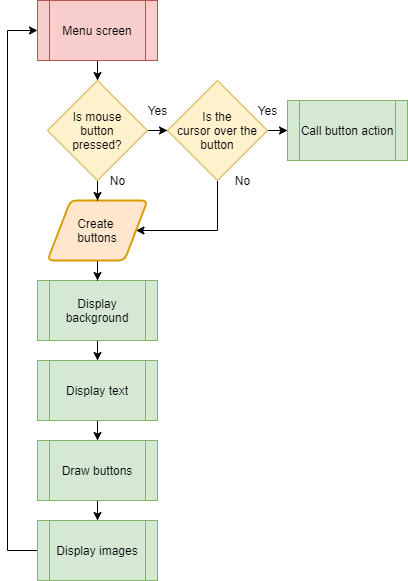 Menu screen
Is mouse
button
pressed?
Yes
Is the
cursor over the
button
Yes
Call button action
No
No
Create
buttons
Display
background
Display text
Draw buttons
Display images